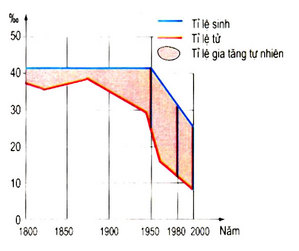 ‰
Tỉ lệ sinh
Tỉ lệ tử
Tỉ lệ gia tăng tự nhiên
50
40
30
20
10
0
1800 1850 1900 1950 1980 2000 Năm